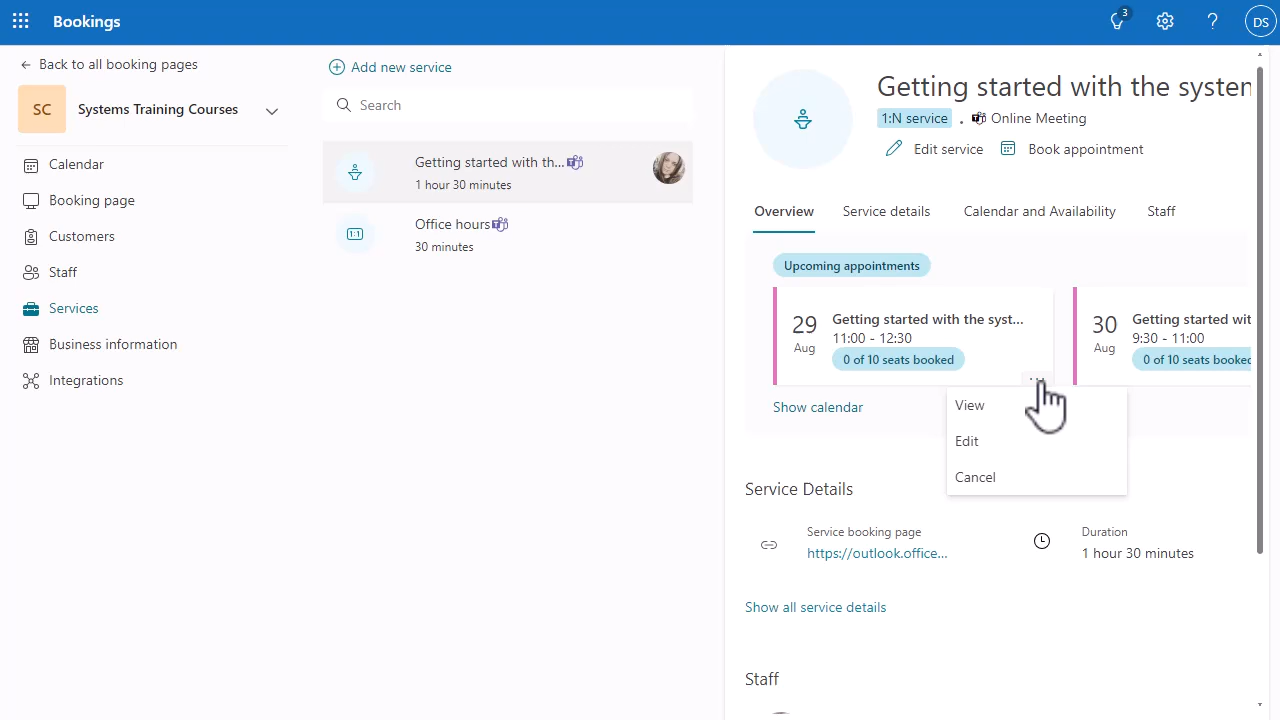 Bookings
3
DS
Back to all booking pages
SC
Systems Training Courses
Calendar
Booking page
Customers
Staff
Services
Business information
Integrations
Add new service
Search
Getting started with th...
1 hour 30 minutes
1:1
Office hours
30 minutes
Getting started with the system
1:N service . Online Meeting
Edit service
Book appointment
Overview
Service details
Calendar and Availability
Staff
Upcoming appointments
29
Aug
Getting started with the syst...
11:00 - 12:30
0 of 10 seats booked
...
30
Aug
Getting started wit
9:30 - 11:00
0 of 10 seats booked
Show calendar
View
Edit
Cancel
Service Details
Service booking page
https://outlook.office...
Duration
1 hour 30 minutes
Show all service details
Staff